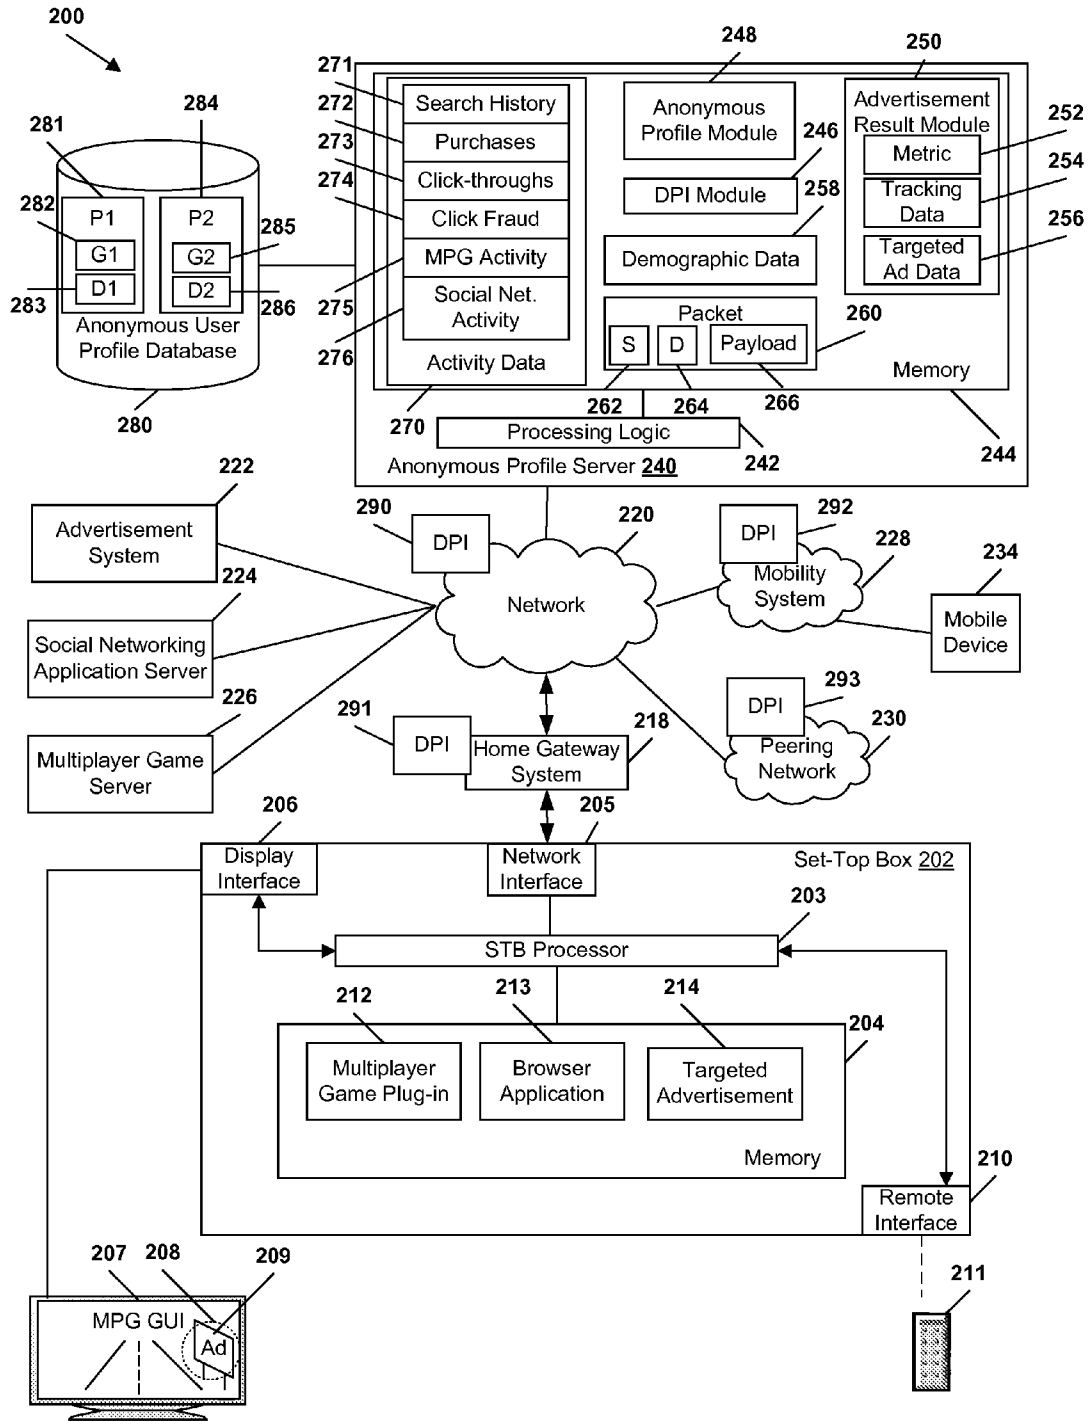 200
271
272
273
274
275
276
Search History
Purchases
Click-throughs
Click Fraud
MPG Activity
Social Net.
Activity
Activity Data
270
248
Anonymous
Profile Module
246
DPI Module
258
Demographic Data
Packet
260
S
D
Payload
262
264
266
250
Advertisement
Result Module
252
Metric
254
Tracking
Data
256
Targeted
Ad Data
Memory
244
Processing Logic
242
Anonymous Profile Server 240
281
284
282
P1
P2
285
G1
G2
283
D1
D2
286
Anonymous User
Profile Database
280
222
Advertisement
System
224
Social Networking
Application Server
226
Multiplayer Game
Server
290
DPI
220
Network
292
DPI
228
Mobility
System
234
Mobile
Device
293
DPI
230
Peering
Network
291
DPI
218
Home Gateway
System
206
Display
Interface
205
Network
Interface
Set-Top Box 202
203
STB Processor
212
213
214
204
Multiplayer
Game Plug-in
Browser
Application
Targeted
Advertisement
Memory
210
Remote
Interface
207
208
209
MPG GUI
Ad
211